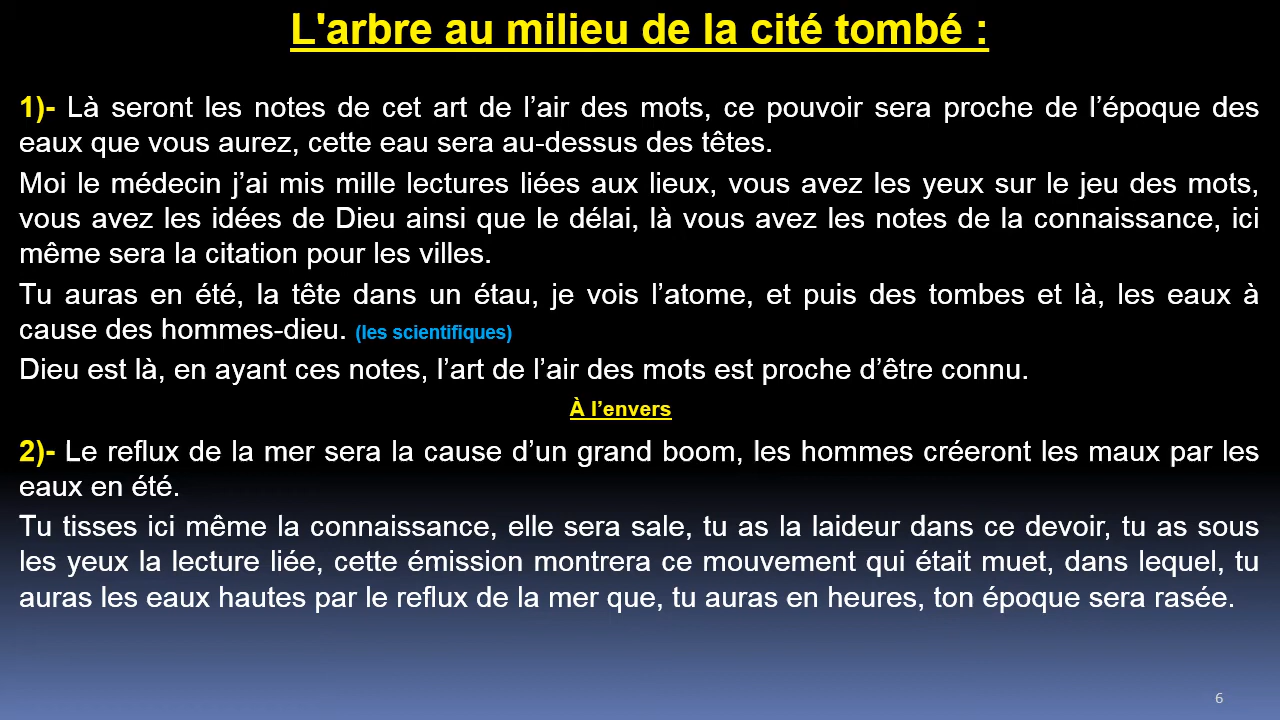 L'arbre au milieu de la cité tombé :
1)- Là seront les notes de cet art de l’air des mots, ce pouvoir sera proche de l’époque des
eaux que vous aurez, cette eau sera au-dessus des têtes.
Moi le médecin j’ai mis mille lectures liées aux lieux, vous avez les yeux sur le jeu des mots,
vous avez les idées de Dieu ainsi que le délai, là vous avez les notes de la connaissance, ici
même sera la citation pour les villes.
Tu auras en été, la tête dans un étau, je vois l’atome, et puis des tombes et là, les eaux à
cause des hommes-dieu. (les scientifiques)
Dieu est là, en ayant ces notes, l’art de l’air des mots est proche d’être connu.
À l’envers
2)- Le reflux de la mer sera la cause d’un grand boom, les hommes créeront les maux par les
eaux en été.
Tu tisses ici même la connaissance, elle sera sale, tu as la laideur dans ce devoir, tu as sous
les yeux la lecture liée, cette émission montrera ce mouvement qui était muet, dans lequel, tu
auras les eaux hautes par le reflux de la mer que, tu auras en heures, ton époque sera rasée.
6